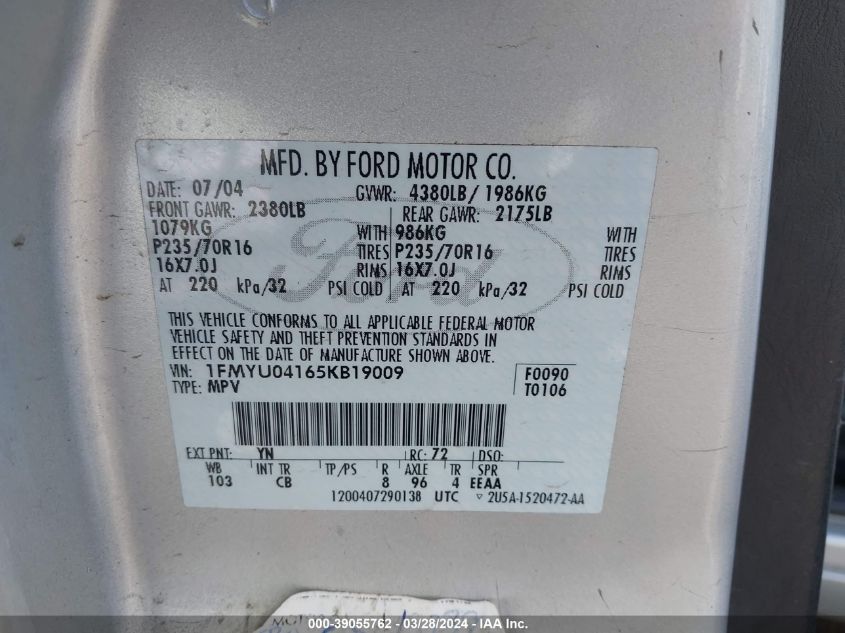 MFD. BY FORD MOTOR CO.
DATE: 07/04 GVWR: 4380LB/ 1986KG
FRONT GAWR: 2380LB REAR GAWR: 2175LB
1079KG WITH 986KG WITH
P235/70R16 TIRES P235/70R16 TIRES
16X7.0J RIMS 16X7.0J RIMS
AT 220 kPa/32 PSI COLD AT 220 kPa/32 PSI COLD
Ford
THIS VEHICLE CONFORMS TO ALL APPLICABLE FEDERAL MOTOR
VEHICLE SAFETY AND THEFT PREVENTION STANDARDS IN
EFFECT ON DATE OF MANUFACTURE SHOWN ABOVE.
VIN: 1FMYU04165KB19009 F0090
TYPE: MPV T0106
EXT PNT: YN RC: 72 DSO:
WB INT TR TP/PS R AXLE TR SPR
103 CB 8 96 4 EEAA
1200407290138 UTC ▽ 2U5A-1520472-AA
000-39055762 - 03/28/2024 - IAA Inc.